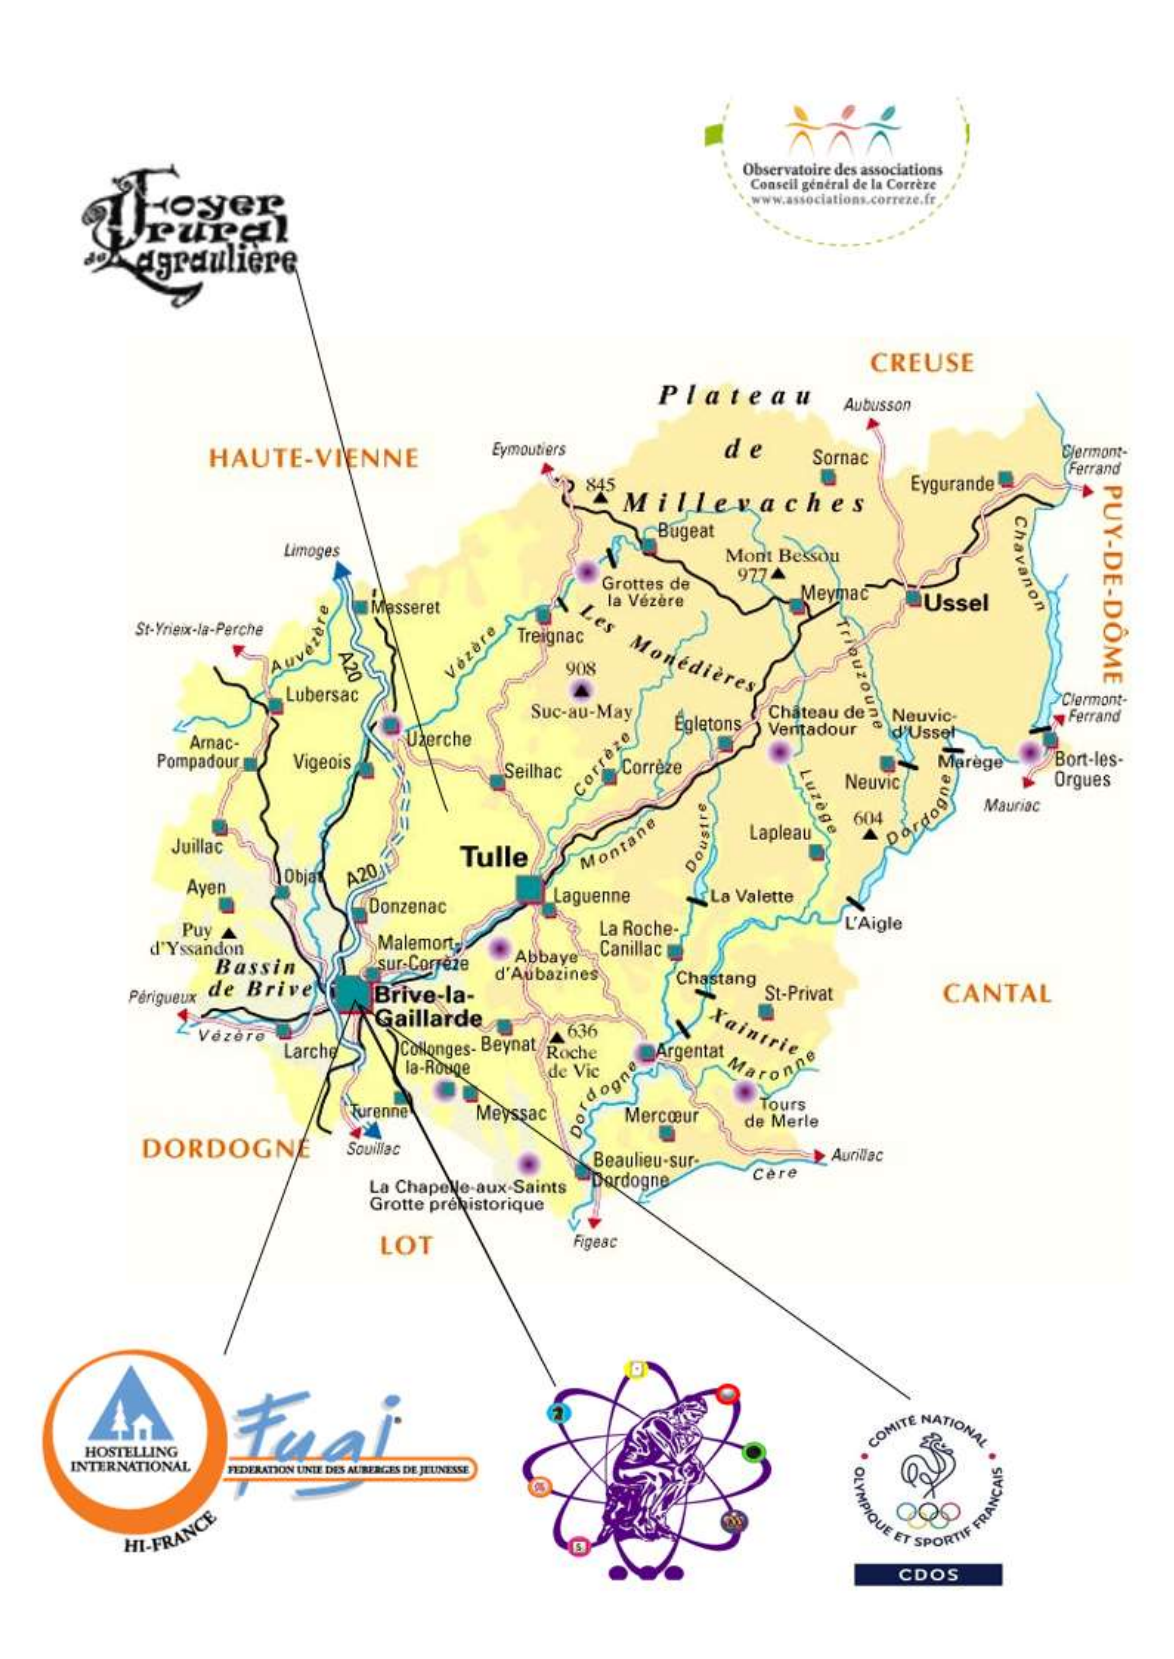 Observatoire des associations
Conseil général de la Corrèze
www.associations.correze.fr
Foyer
rural
de Lagraulière
CREUSE
Plateau
Aubusson
HAUTE-VIENNE
Eymoutiers
de
Sornac
Clermont-
Ferrand
Eygurande
845
Millevaches
PUY-DE-DÔME
Bugeat
Chavanon
Limoges
Mont Bessou
977
Grottes de
la Vézère
Meymac
Ussel
Masseret
Auvézère
St-Yrieix-la-Perche
Vézère
Treignac
Les Monédières
Triouzoune
A20
908
Lubersac
Suc-au-May
Égletons
Château de
Ventadour
Neuvic-
d'Ussel
Clermont-
Ferrand
Arnac-
Pompadour
Uzerche
Vigeois
Seilhac
Corrèze
Corrèze
Neuvic
Marège
Bort-les-
Orgues
Mauriac
Luzège
Juillac
Montane
Doustre
Lapleau
604
Dordogne
Tulle
Objat
A20
Ayen
Donzenac
Laguenne
La Valette
L'Aigle
Puy
d'Yssandon
Malemort-
sur-Corrèze
Abbaye
d'Aubazines
La Roche-
Canillac
Bassin
de Brive
Chastang
St-Privat
CANTAL
Périgueux
Brive-la-
Gaillarde
Xaintrie
Vézère
Larche
Collonges-
la-Rouge
Beynat
636
Roche
de Vic
Argentat
Maronne
Dordogne
Turenne
Meyssac
Mercœur
Tours
de Merle
DORDOGNE
Souillac
Beaulieu-sur-
Dordogne
Aurillac
Cère
La Chapelle-aux-Saints
Grotte préhistorique
LOT
Figeac
HOSTELLING
INTERNATIONAL
HI-FRANCE
Fuaj
FEDERATION UNIE DES AUBERGES DE JEUNESSE
COMITÉ NATIONAL
OLYMPIQUE ET SPORTIF FRANÇAIS
CDOS